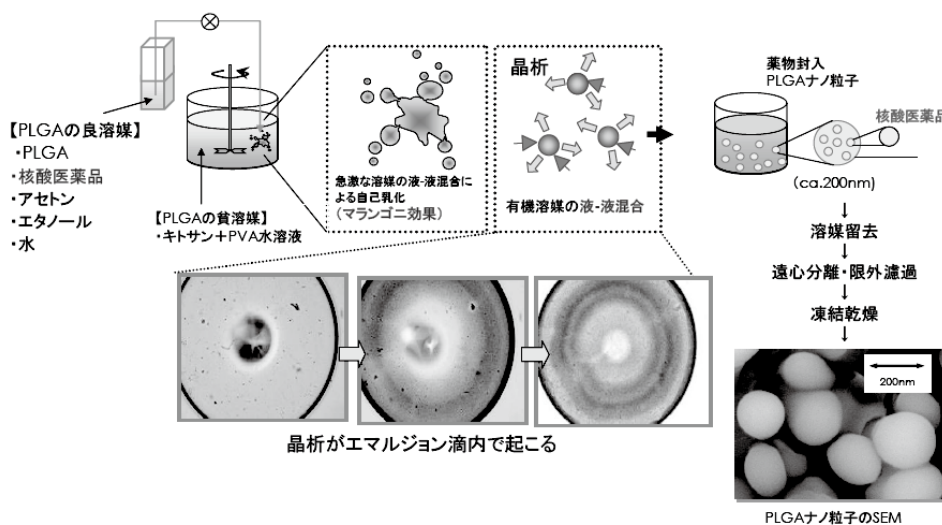 【PLGAの良溶媒】
・PLGA
・核酸医薬品
・アセトン
・エタノール
・水
【PLGAの貧溶媒】
・キトサン+PVA水溶液
急激な溶媒の液-液混合に
よる自己乳化
（マランゴニ効果）
晶析
有機溶媒の液-液混合
薬物封入
PLGAナノ粒子
核酸医薬品
（ca.200nm）
溶媒留去
遠心分離・限外濾過
凍結乾燥
200nm
PLGAナノ粒子のSEM
晶析がエマルジョン滴内で起こる